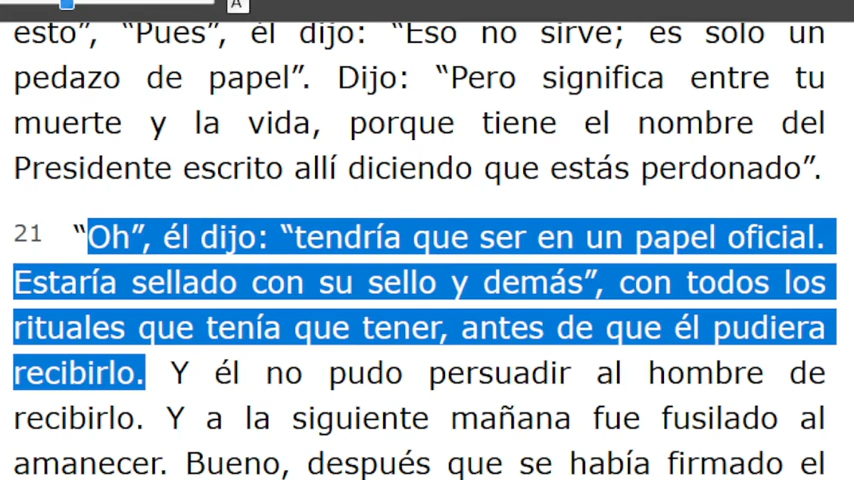 A
esto”, “Pues”, él dijo: “Eso no sirve; es solo un
pedazo de papel”. Dijo: “Pero significa entre tu
muerte y la vida, porque tiene el nombre del
Presidente escrito allí diciendo que estás perdonado”.
21 “Oh”, él dijo: “tendría que ser en un papel oficial.
Estaría sellado con su sello y demás”, con todos los
rituales que tenía que tener, antes de que él pudiera
recibirlo. Y él no pudo persuadir al hombre de
recibirlo. Y a la siguiente mañana fue fusilado al
amanecer. Bueno, después que se había firmado el